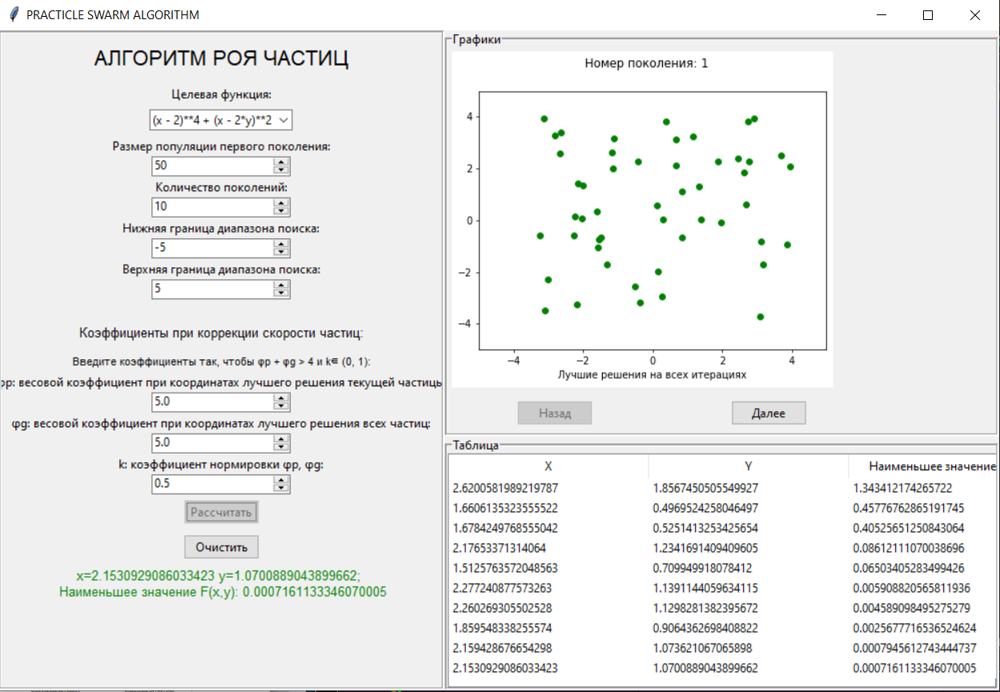 PRACTICLE SWARM ALGORITHM
АЛГОРИТМ РОЯ ЧАСТИЦ
Целевая функция:
(x - 2)**4 + (x - 2*y)**2
Размер популяции первого поколения:
50
Количество поколений:
10
Нижняя граница диапазона поиска:
-5
Верхняя граница диапазона поиска:
5
Коэффициенты при коррекции скорости частиц:
Введите коэффициенты так, чтобы φp + φg > 4 и k∈ (0, 1):
φp: весовой коэффициент при координатах лучшего решения текущей частицы
5.0
φg: весовой коэффициент при координатах лучшего решения всех частиц:
5.0
k: коэффициент нормировки φp, φg:
0.5
Рассчитать
Очистить
x=2.1530929086033423 y=1.0700889043899662;
Наименьшее значение F(x,y): 0.0007161133346070005
Графики
Номер поколения: 1
4
2
0
−2
−4
−4 −2 0 2 4
Лучшие решения на всех итерациях
Назад Далее
Таблица
X Y Наименьшее значение
2.6200581989219787 1.8567450505549927 1.343412174265722
1.6606135323555522 0.4969524258046497 0.45776762865191745
1.6784249768555042 0.5251413253425654 0.40525651250843064
2.17653371314064 1.2341691409409605 0.08612111070038696
1.5125763572048563 0.709949918078412 0.06503405283499426
2.277240877573263 1.1391144059634115 0.005908820565811936
2.260269305502528 1.1298281382395672 0.004589098495275279
1.859548338255574 0.9064362698408822 0.0025677716536524624
2.159428676654298 1.073621067065898 0.0007945612743444737
2.1530929086033423 1.0700889043899662 0.0007161133346070005